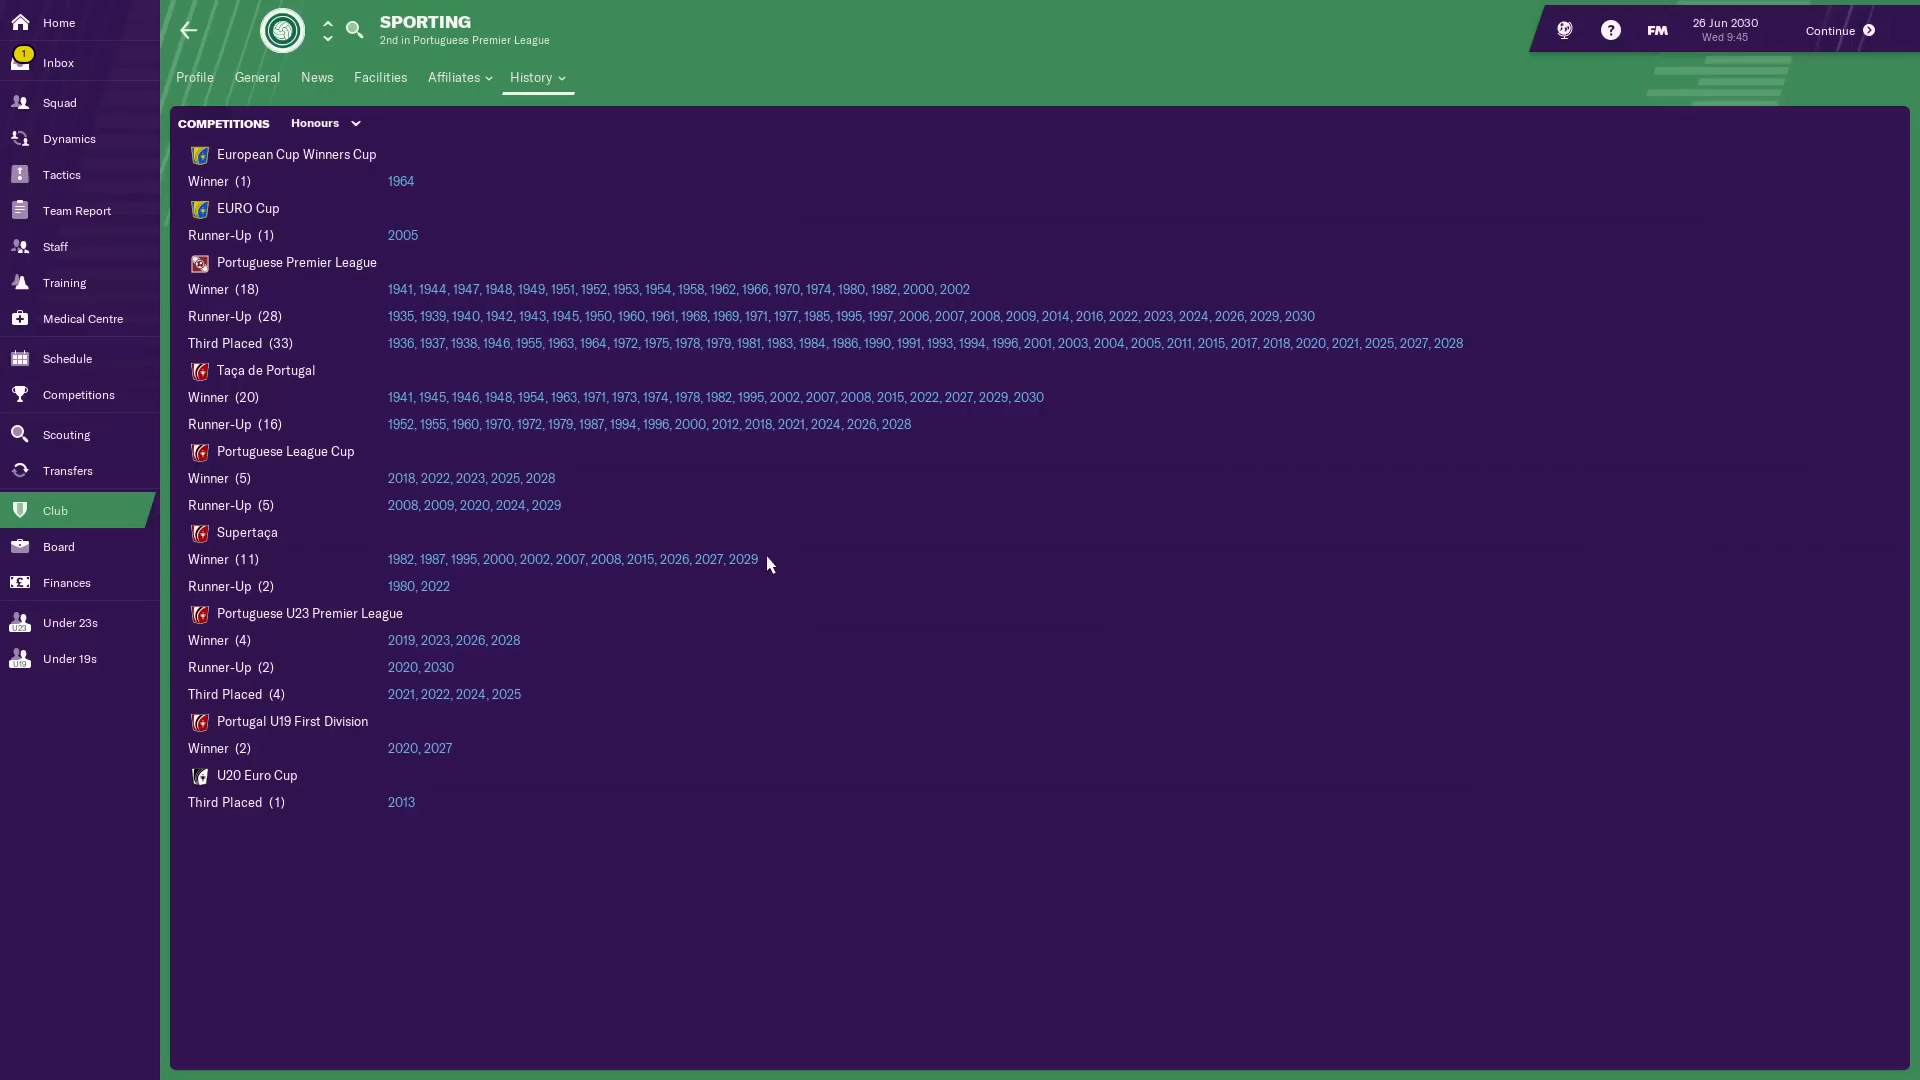 Home
1
Inbox
Squad
Dynamics
Tactics
Team Report
Staff
Training
Medical Centre
Schedule
Competitions
Scouting
Transfers
Club
Board
Finances
U23
Under 23s
U19
Under 19s
SPORTING
2nd in Portuguese Premier League
? FM 26 Jun 2030 Continue
Wed 9:45
Profile General News Facilities Affiliates History
COMPETITIONS Honours
European Cup Winners Cup
Winner (1) 1964
EURO Cup
Runner-Up (1) 2005
Portuguese Premier League
Winner (18) 1941, 1944, 1947, 1948, 1949, 1951, 1952, 1953, 1954, 1958, 1962, 1966, 1970, 1974, 1980, 1982, 2000, 2002
Runner-Up (28) 1935, 1939, 1940, 1942, 1943, 1945, 1950, 1960, 1961, 1968, 1969, 1971, 1977, 1985, 1995, 1997, 2006, 2007, 2008, 2009, 2014, 2016, 2022, 2023, 2024, 2026, 2029, 2030
Third Placed (33) 1936, 1937, 1938, 1946, 1955, 1963, 1964, 1972, 1975, 1978, 1979, 1981, 1983, 1984, 1986, 1990, 1991, 1993, 1994, 1996, 2001, 2003, 2004, 2005, 2011, 2015, 2017, 2018, 2020, 2021, 2025, 2027, 2028
Taça de Portugal
Winner (20) 1941, 1945, 1946, 1948, 1954, 1963, 1971, 1973, 1974, 1978, 1982, 1995, 2002, 2007, 2008, 2015, 2022, 2027, 2029, 2030
Runner-Up (16) 1952, 1955, 1960, 1970, 1972, 1979, 1987, 1994, 1996, 2000, 2012, 2018, 2021, 2024, 2026, 2028
Portuguese League Cup
Winner (5) 2018, 2022, 2023, 2025, 2028
Runner-Up (5) 2008, 2009, 2020, 2024, 2029
Supertaça
Winner (11) 1982, 1987, 1995, 2000, 2002, 2007, 2008, 2015, 2026, 2027, 2029
Runner-Up (2) 1980, 2022
Portuguese U23 Premier League
Winner (4) 2019, 2023, 2026, 2028
Runner-Up (2) 2020, 2030
Third Placed (4) 2021, 2022, 2024, 2025
Portugal U19 First Division
Winner (2) 2020, 2027
U20 Euro Cup
Third Placed (1) 2013